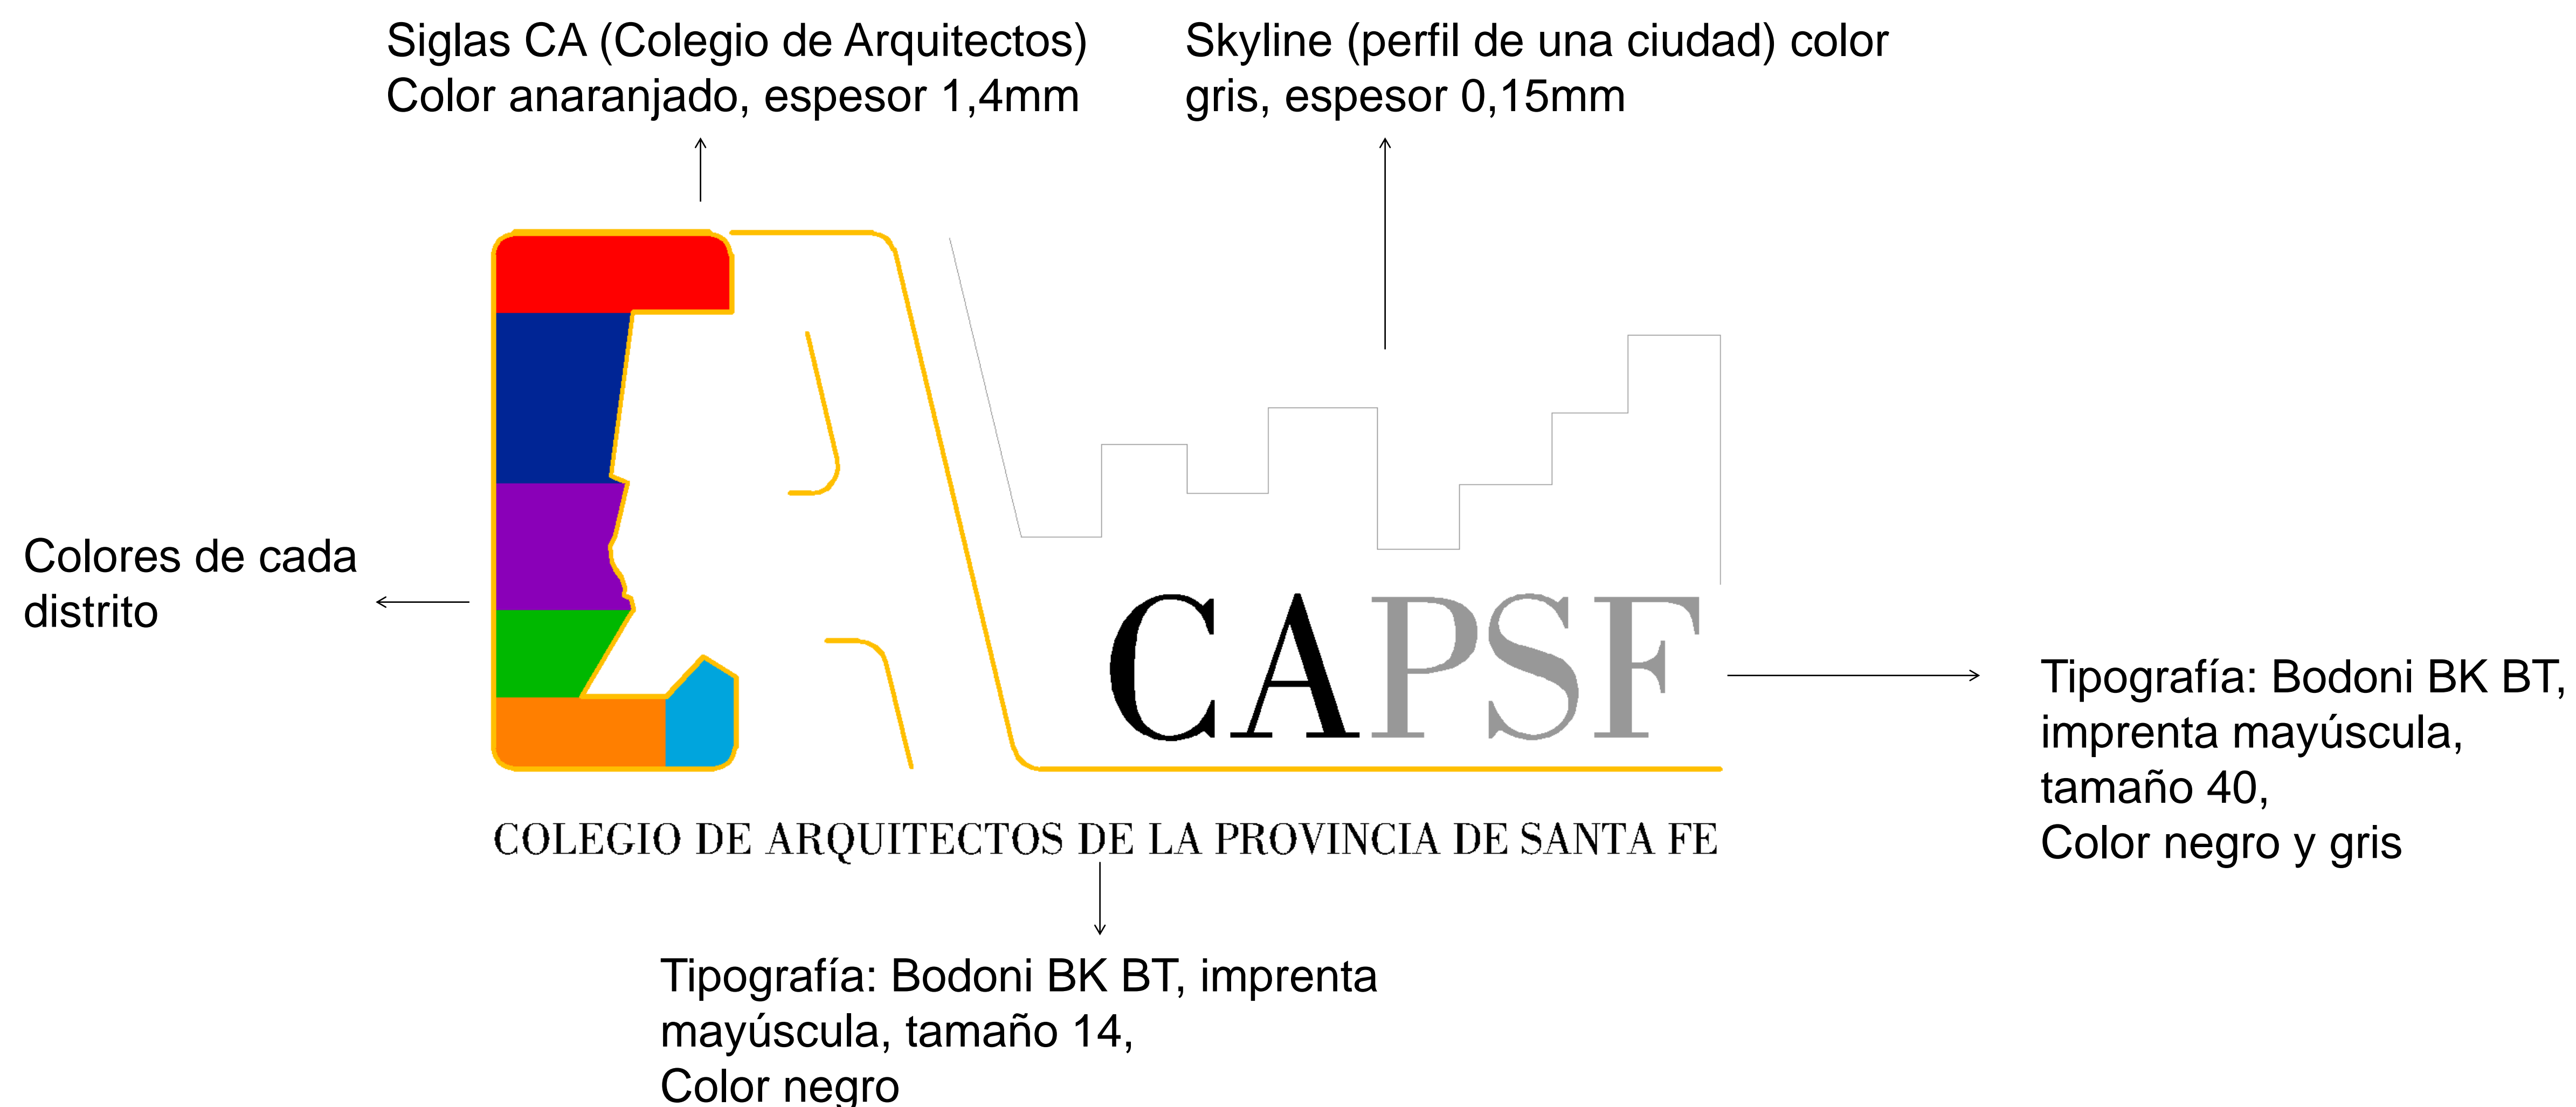 Siglas CA (Colegio de Arquitectos)
Color anaranjado, espesor 1,4mm
Skyline (perfil de una ciudad) color
gris, espesor 0,15mm
Colores de cada
distrito
CAPSF
Tipografía: Bodoni BK BT,
imprenta mayúscula,
tamaño 40,
Color negro y gris
COLEGIO DE ARQUITECTOS DE LA PROVINCIA DE SANTA FE
Tipografía: Bodoni BK BT, imprenta
mayúscula, tamaño 14,
Color negro